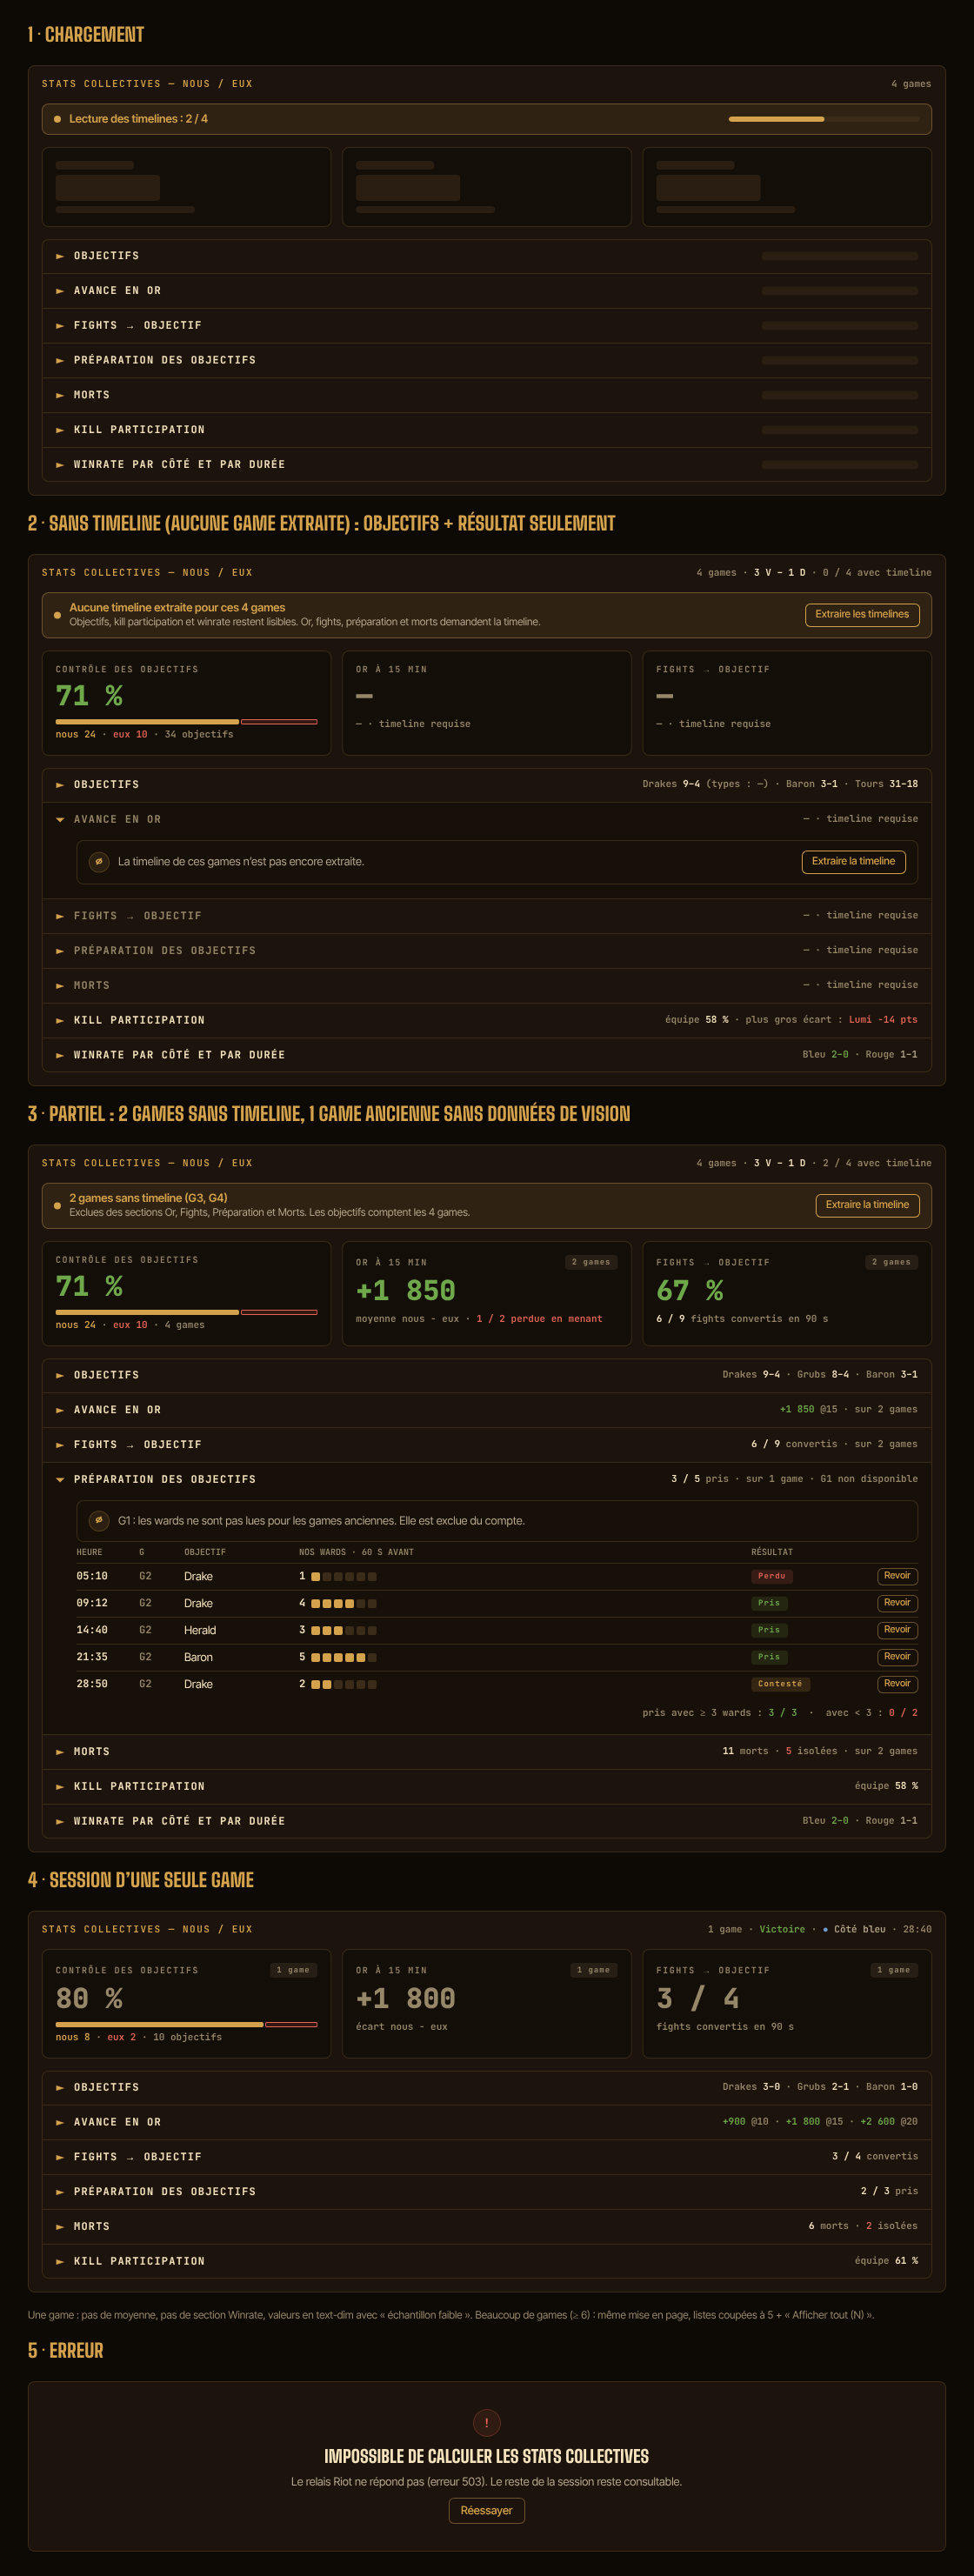 1 · CHARGEMENT
STATS COLLECTIVES — NOUS / EUX
4 games
Lecture des timelines : 2 / 4
► OBJECTIFS
► AVANCE EN OR
► FIGHTS → OBJECTIF
► PRÉPARATION DES OBJECTIFS
► MORTS
► KILL PARTICIPATION
► WINRATE PAR CÔTÉ ET PAR DURÉE
2 · SANS TIMELINE (AUCUNE GAME EXTRAITE) : OBJECTIFS + RÉSULTAT SEULEMENT
STATS COLLECTIVES — NOUS / EUX
4 games · 3 V – 1 D · 0 / 4 avec timeline
Aucune timeline extraite pour ces 4 games
Objectifs, kill participation et winrate restent lisibles. Or, fights, préparation et morts demandent la timeline.
Extraire les timelines
CONTRÔLE DES OBJECTIFS
71 %
nous 24 · eux 10 · 34 objectifs
OR À 15 MIN
—
— · timeline requise
FIGHTS → OBJECTIF
—
— · timeline requise
► OBJECTIFS
Drakes 9–4 (types : —) · Baron 3–1 · Tours 31–18
▼ AVANCE EN OR
— · timeline requise
La timeline de ces games n’est pas encore extraite.
Extraire la timeline
► FIGHTS → OBJECTIF
— · timeline requise
► PRÉPARATION DES OBJECTIFS
— · timeline requise
► MORTS
— · timeline requise
► KILL PARTICIPATION
équipe 58 % · plus gros écart : Lumi -14 pts
► WINRATE PAR CÔTÉ ET PAR DURÉE
Bleu 2–0 · Rouge 1–1
3 · PARTIEL : 2 GAMES SANS TIMELINE, 1 GAME ANCIENNE SANS DONNÉES DE VISION
STATS COLLECTIVES — NOUS / EUX
4 games · 3 V – 1 D · 2 / 4 avec timeline
2 games sans timeline (G3, G4)
Exclues des sections Or, Fights, Préparation et Morts. Les objectifs comptent les 4 games.
Extraire la timeline
CONTRÔLE DES OBJECTIFS
71 %
nous 24 · eux 10 · 4 games
OR À 15 MIN
2 games
+1 850
moyenne nous - eux · 1 / 2 perdue en menant
FIGHTS → OBJECTIF
2 games
67 %
6 / 9 fights convertis en 90 s
► OBJECTIFS
Drakes 9–4 · Grubs 8–4 · Baron 3–1
► AVANCE EN OR
+1 850 @15 · sur 2 games
► FIGHTS → OBJECTIF
6 / 9 convertis · sur 2 games
▼ PRÉPARATION DES OBJECTIFS
3 / 5 pris · sur 1 game · G1 non disponible
G1 : les wards ne sont pas lues pour les games anciennes. Elle est exclue du compte.
HEURE G OBJECTIF NOS WARDS · 60 S AVANT RÉSULTAT
05:10 G2 Drake 1 Perdu Revoir
09:12 G2 Drake 4 Pris Revoir
14:40 G2 Herald 3 Pris Revoir
21:35 G2 Baron 5 Pris Revoir
28:50 G2 Drake 2 Contesté Revoir
pris avec ≥ 3 wards : 3 / 3 · avec < 3 : 0 / 2
► MORTS
11 morts · 5 isolées · sur 2 games
► KILL PARTICIPATION
équipe 58 %
► WINRATE PAR CÔTÉ ET PAR DURÉE
Bleu 2–0 · Rouge 1–1
4 · SESSION D’UNE SEULE GAME
STATS COLLECTIVES — NOUS / EUX
1 game · Victoire · Côté bleu · 28:40
CONTRÔLE DES OBJECTIFS
1 game
80 %
nous 8 · eux 2 · 10 objectifs
OR À 15 MIN
1 game
+1 800
écart nous - eux
FIGHTS → OBJECTIF
1 game
3 / 4
fights convertis en 90 s
► OBJECTIFS
Drakes 3–0 · Grubs 2–1 · Baron 1–0
► AVANCE EN OR
+900 @10 · +1 800 @15 · +2 600 @20
► FIGHTS → OBJECTIF
3 / 4 convertis
► PRÉPARATION DES OBJECTIFS
2 / 3 pris
► MORTS
6 morts · 2 isolées
► KILL PARTICIPATION
équipe 61 %
Une game : pas de moyenne, pas de section Winrate, valeurs en text-dim avec « échantillon faible ». Beaucoup de games (≥ 6) : même mise en page, listes coupées à 5 + « Afficher tout (N) ».
5 · ERREUR
!
IMPOSSIBLE DE CALCULER LES STATS COLLECTIVES
Le relais Riot ne répond pas (erreur 503). Le reste de la session reste consultable.
Réessayer